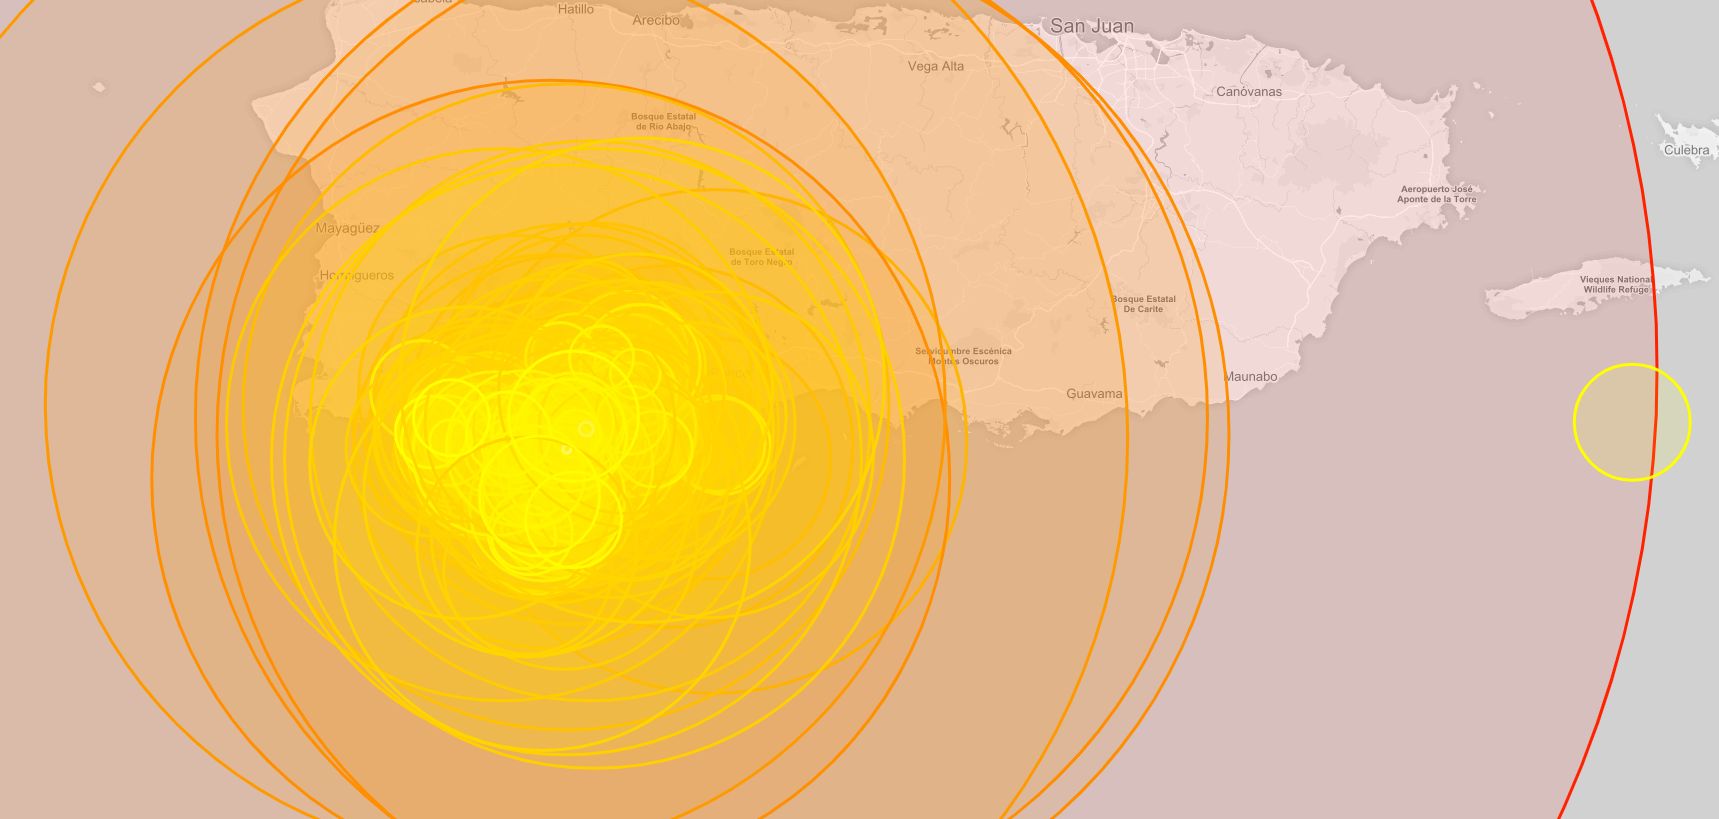 Hatillo
Arecibo
San Juan
Vega Alta
Canóvanas
Bosque Estatal
de Río Abajo
Culebra
Aeropuerto José
Aponte de la Torre
Mayagüez
Bosque Estatal
de Toro Negro
Hormigueros
Vieques National
Wildlife Refuge
Bosque Estatal
De Carite
Servidumbre Escénica
Montes Oscuros
Maunabo
Guayama